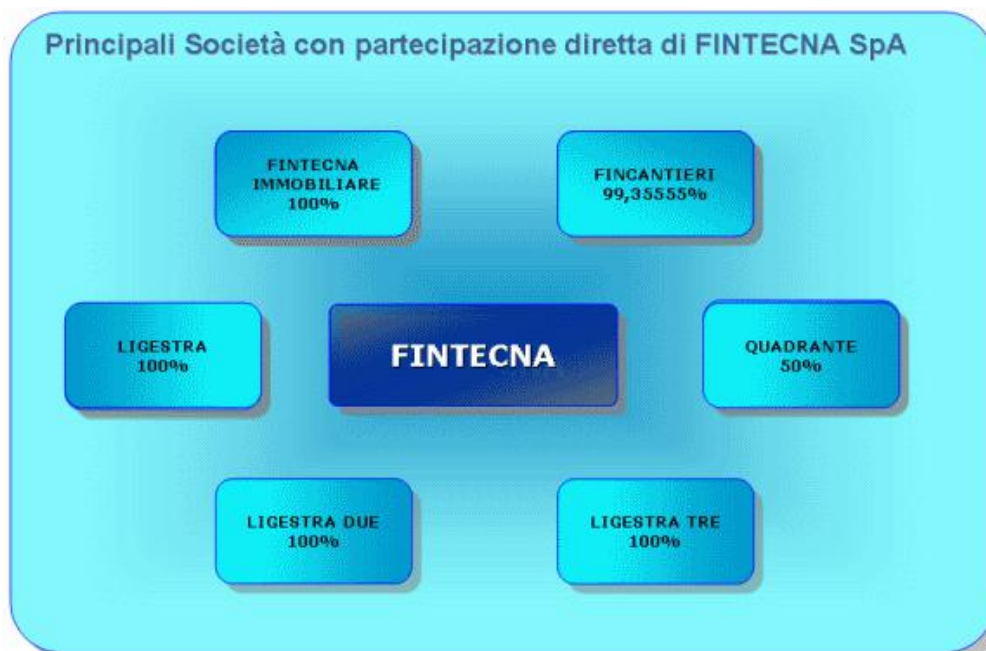 Principali Società con partecipazione diretta di FINTECNA SpA
FINTECNA
IMMOBILIARE
100%
FINCANTIERI
99,35555%
LIGESTRA
100%
FINTECNA
QUADRANTE
50%
LIGESTRA DUE
100%
LIGESTRA TRE
100%